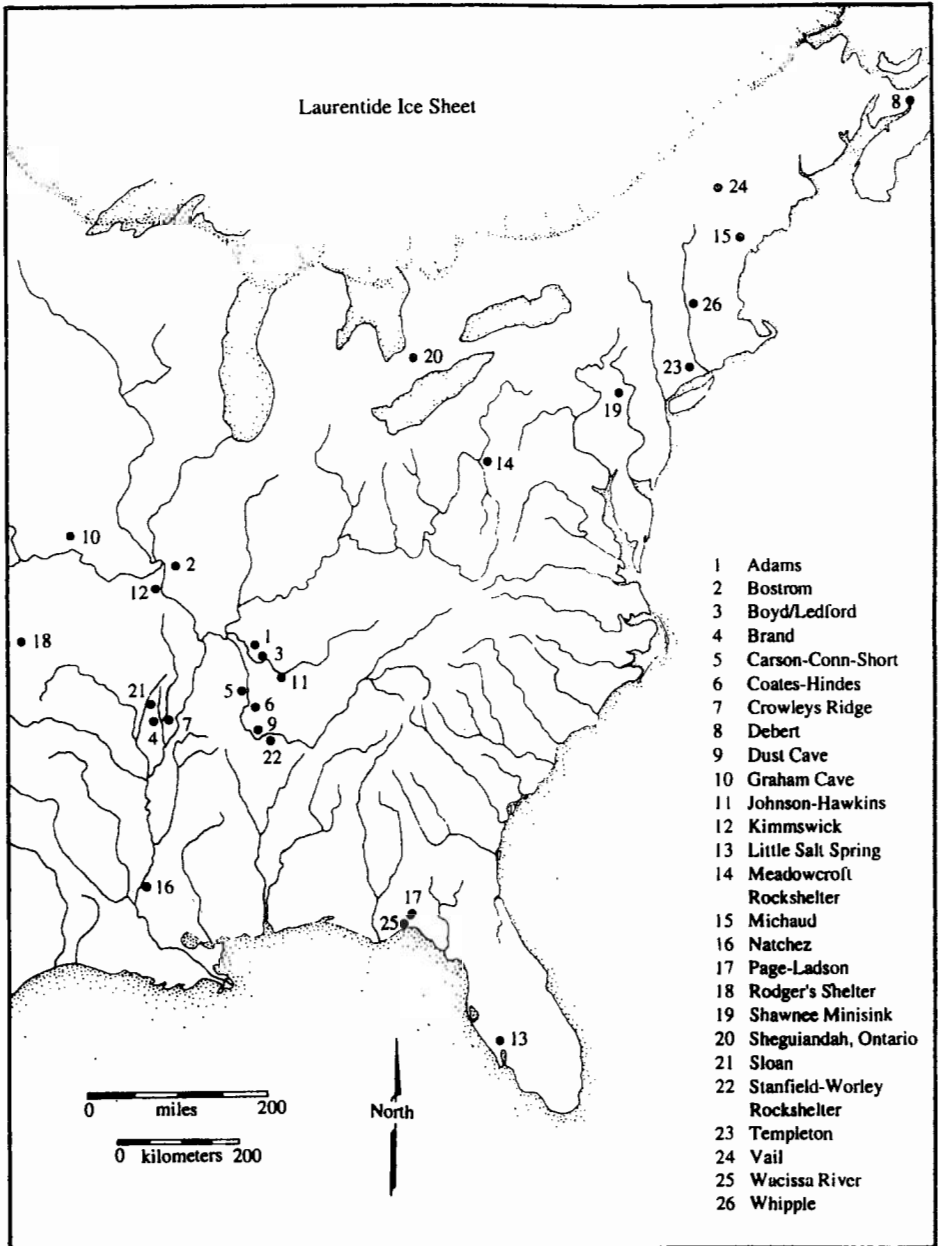 Laurentide Ice Sheet
8
24
15
26
20
23
19
14
10
2
12
18
1
3
11
5
21
6
4
7
9
22
16
17
25
13
1 Adams
2 Bostrom
3 Boyd/Ledford
4 Brand
5 Carson-Conn-Short
6 Coates-Hindes
7 Crowleys Ridge
8 Debert
9 Dust Cave
10 Graham Cave
11 Johnson-Hawkins
12 Kimmswick
13 Little Salt Spring
14 Meadowcroft
Rockshelter
15 Michaud
16 Natchez
17 Page-Ladson
18 Rodger's Shelter
19 Shawnee Minisink
20 Sheguiandah, Ontario
21 Sloan
22 Stanfield-Worley
Rockshelter
23 Templeton
24 Vail
25 Wacissa River
26 Whipple
0 miles 200
0 kilometers 200
North